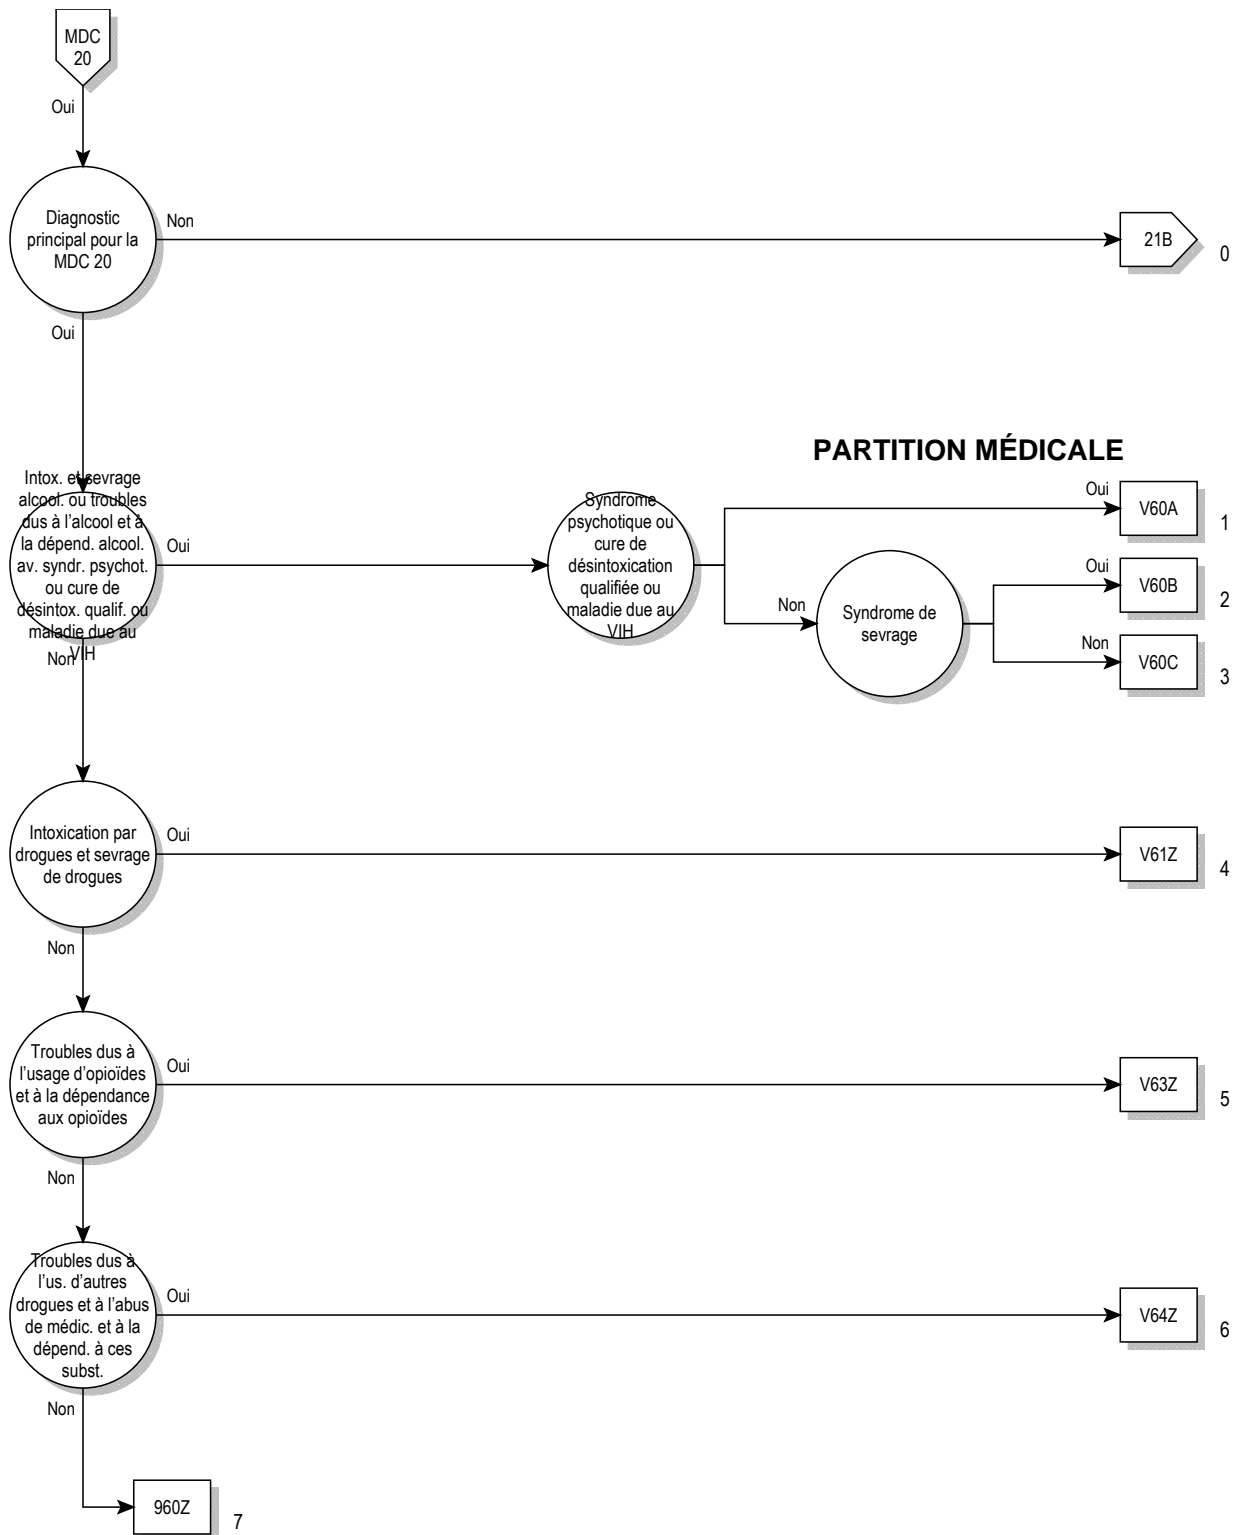 MDC
20
Oui
Diagnostic
principal pour la
MDC 20
Non
21B
0
Oui
PARTITION MÉDICALE
Intox. et sevrage
alcool. ou troubles
dus à l'alcool et à
la dépend. alcool.
av. syndr. psychot.
ou cure de
désintox. qualif. ou
maladie due au
VIH
Oui
Syndrome
psychotique ou
cure de
désintoxication
qualifiée ou
maladie due au
VIH
Oui
V60A
1
Non
Syndrome de
sevrage
Oui
V60B
2
Non
V60C
3
Non
Intoxication par
drogues et sevrage
de drogues
Oui
V61Z
4
Non
Troubles dus à
l'usage d'opioïdes
et à la dépendance
aux opioïdes
Oui
V63Z
5
Non
Troubles dus à
l'us. d'autres
drogues et à l'abus
de médic. et à la
dépend. à ces
subst.
Oui
V64Z
6
Non
960Z
7